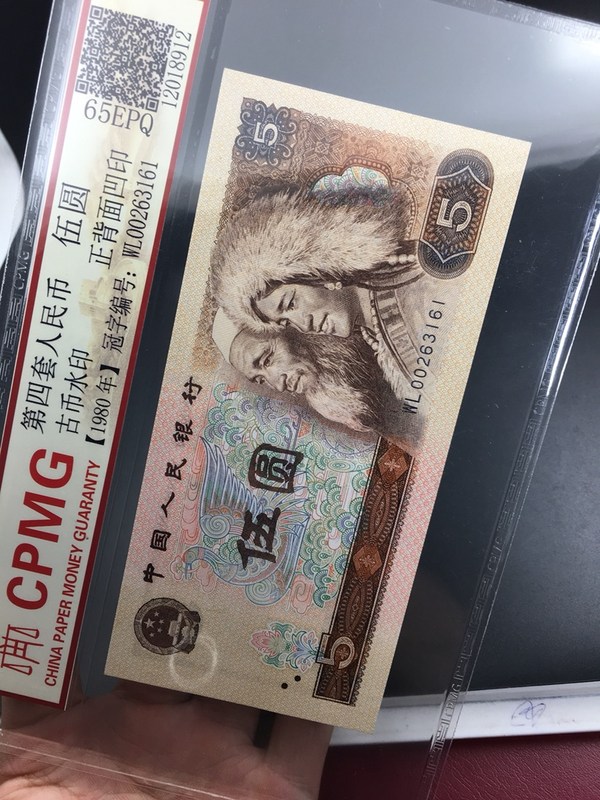 CPMG
CHINA PAPER MONEY GUARANTY
第四套人民币 伍圆
古币水印 正背面凹印
【1980年】冠字编号: WL00263161
65EPQ
12018912
中国人民银行
伍圆
5
5
5
WL00263161